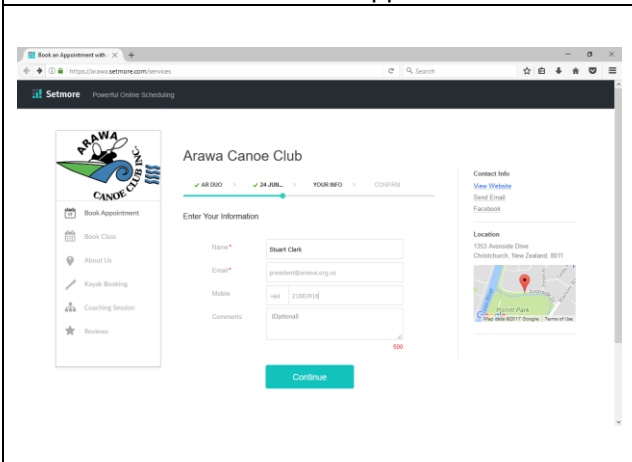 Book an Appointment with
https://arawa.setmore.com/services
Search
Setmore Powerful Online Scheduling
ARAWA
CANOE CLUB INC.
Book Appointment
Book Class
About Us
Kayak Booking
Coaching Session
Reviews
Arawa Canoe Club
AR DUO
24 JUN...
YOUR INFO
CONFIRM
Enter Your Information
Name*
Stuart Clark
Email*
president@arawa.org.nz
Mobile
+64
Comments
(Optional)
500
Continue
Contact Info
View Website
Send Email
Facebook
Location
1353 Avonside Drive
Christchurch, New Zealand, 8011
Porritt Park
Map data ©2017 Google
Terms of Use